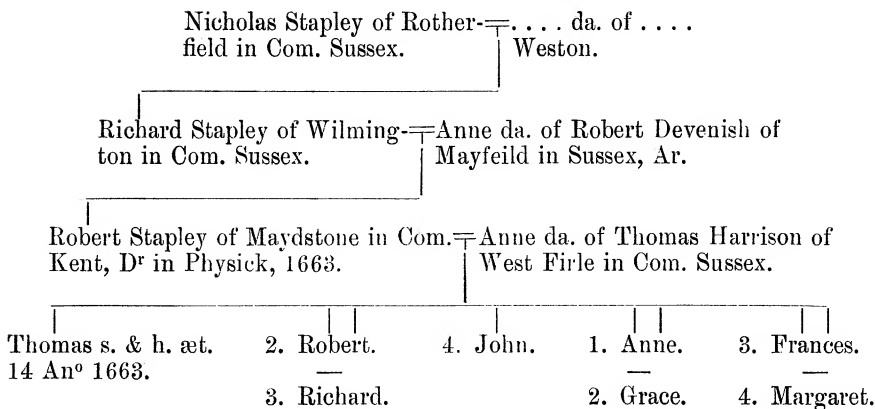 Nicholas Stapley of Rother-
field in Com. Sussex.
. . . . da. of . . . .
Weston.
Richard Stapley of Wilming-
ton in Com. Sussex.
Anne da. of Robert Devenish of
Mayfeild in Sussex, Ar.
Robert Stapley of Maydstone in Com.
Kent, Dʳ in Physick, 1663.
Anne da. of Thomas Harrison of
West Firle in Com. Sussex.
Thomas s. & h. æt.
14 Anº 1663.
2. Robert.
3. Richard.
4. John.
1. Anne.
2. Grace.
3. Frances.
4. Margaret.